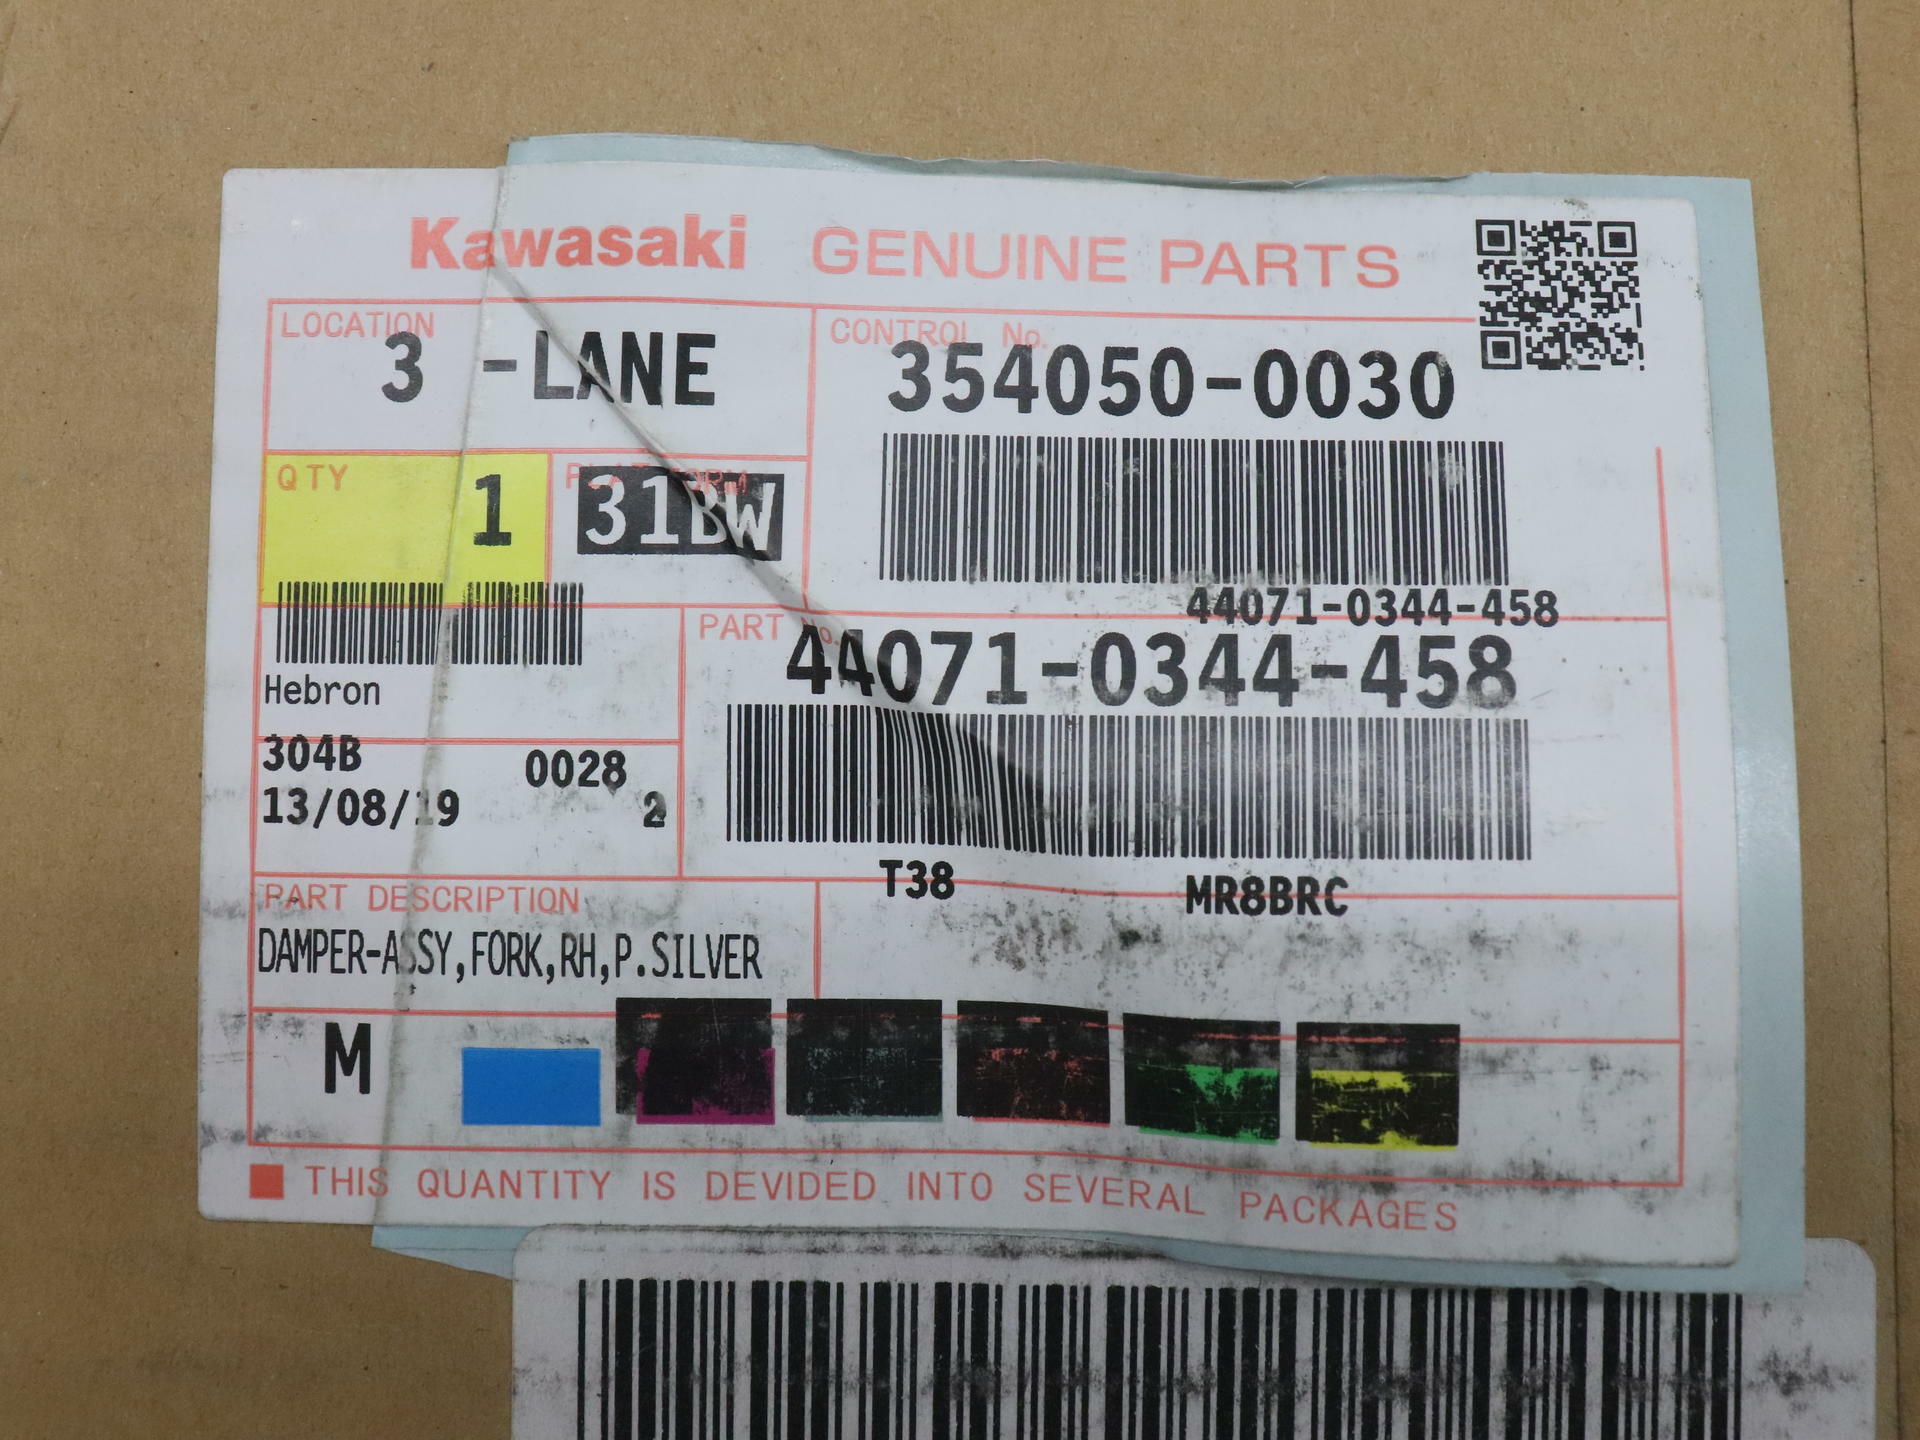 Kawasaki GENUINE PARTS
LOCATION
3 -LANE
CONTROL No.
354050-0030
QTY
1
PLATFORM
31BW
44071-0344-458
PART No.
44071-0344-458
Hebron
304B
0028
13/08/19
2
T38
MR8BRC
PART DESCRIPTION
DAMPER-ASSY,FORK,RH,P.SILVER
M
THIS QUANTITY IS DEVIDED INTO SEVERAL PACKAGES